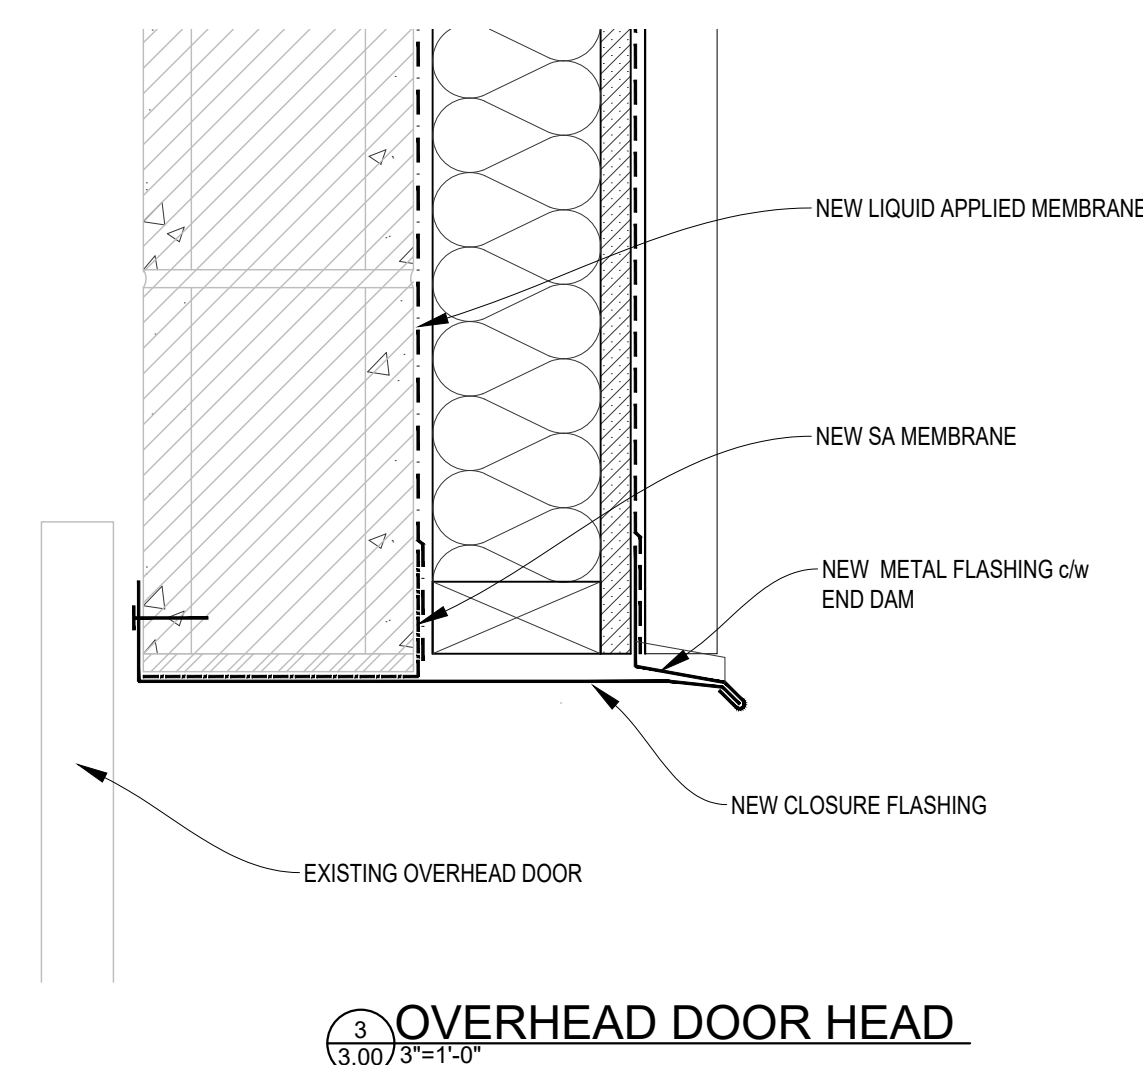 NEW LIQUID APPLIED MEMBRANE
NEW SA MEMBRANE
NEW METAL FLASHING c/w
END DAM
NEW CLOSURE FLASHING
EXISTING OVERHEAD DOOR
3
OVERHEAD DOOR HEAD
3.00
3"=1'-0"